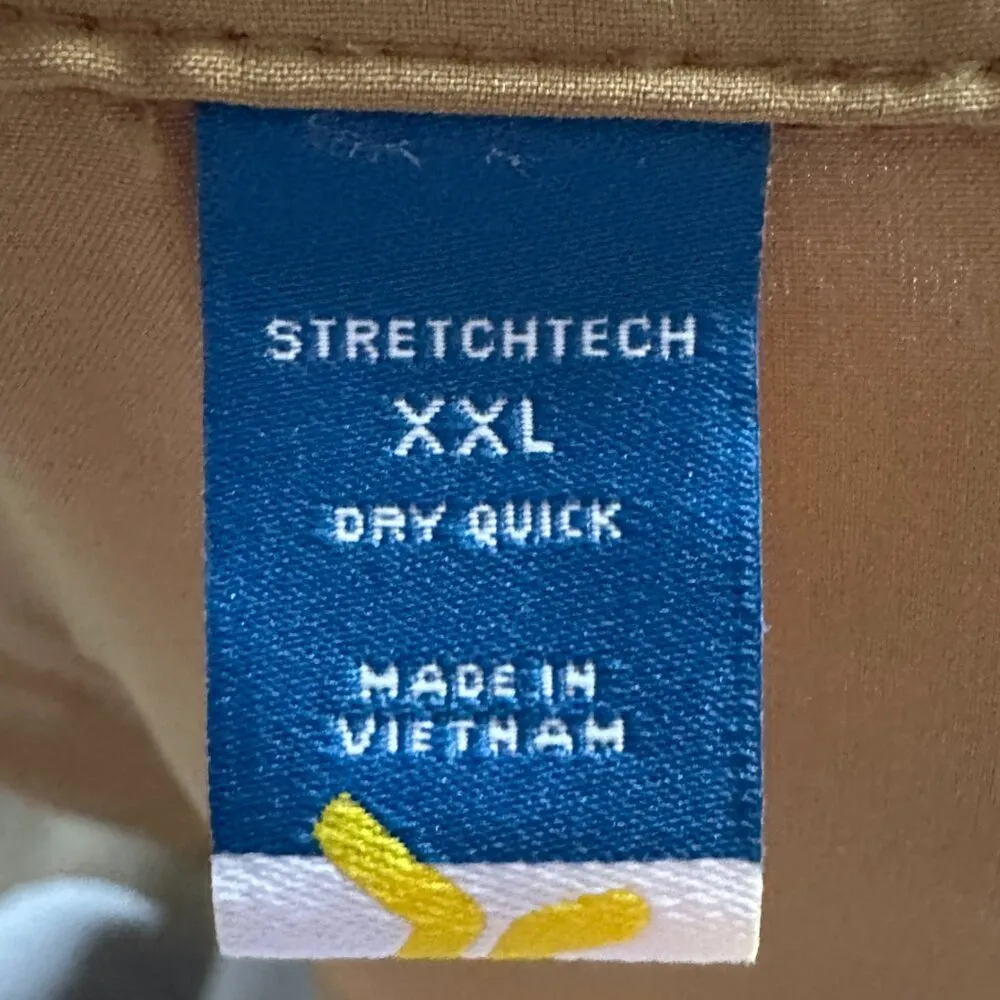 STRETCHTECH
XXL
DRY QUICK
MADE IN
VIETNAM